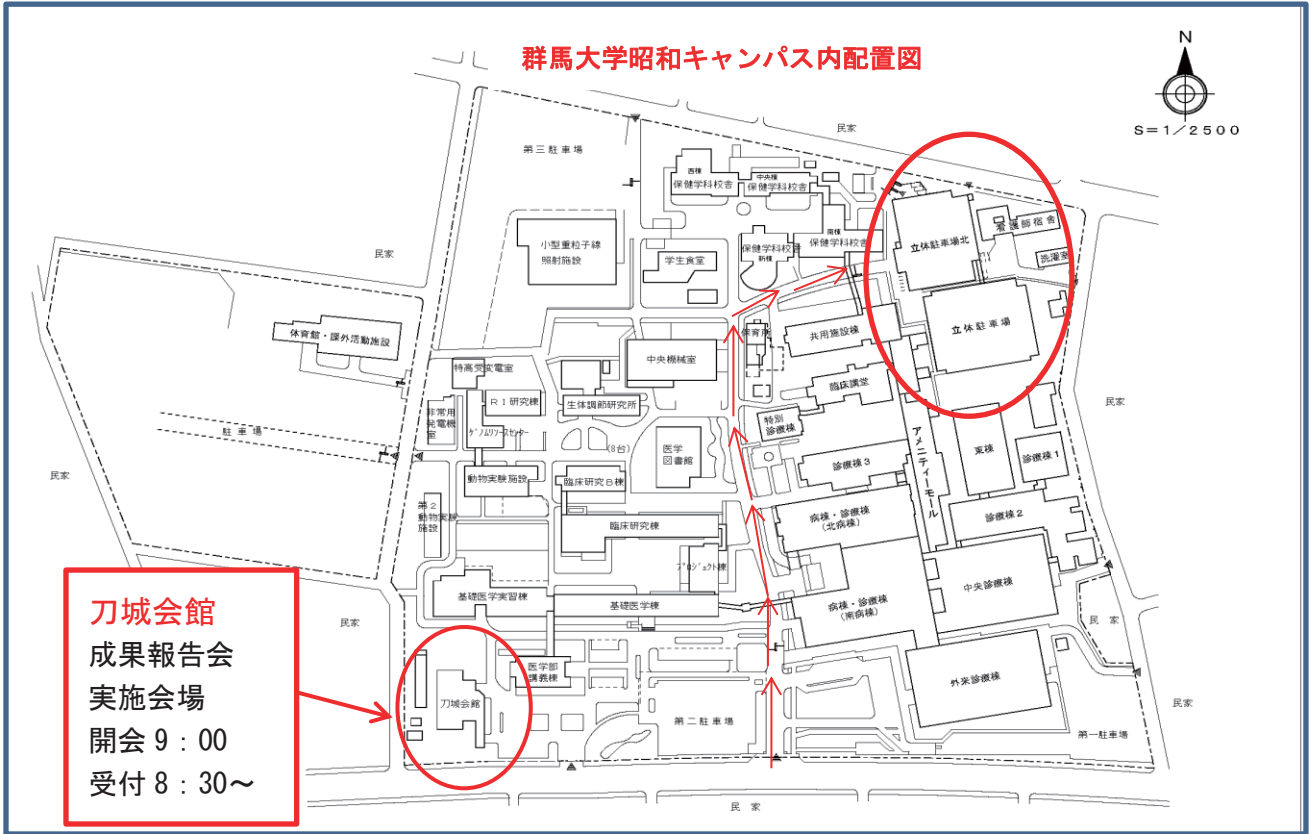 群馬大学昭和キャンパス内配置図
N
S=1/2500
民家
第三駐車場
西棟
保健学科校舎
中央棟
保健学科校舎
南棟
保健学科校舎
保健学科校舎
新棟
立体駐車場北
看護師宿舎
洗濯室
小型重粒子線
照射施設
学生食堂
民家
体育館・課外活動施設
立体駐車場
共用施設棟
保育所
中央機械室
特高受変電室
臨床講堂
RI研究棟
生体調節研究所
民家
非常用
発電機
室
ゲノムリソースセンター
特別
診療棟
アメニティーモール
駐車場
(8台)
医学
図書館
東棟
診療棟1
診療棟3
民家
動物実験施設
臨床研究B棟
第2
動物実験
施設
臨床研究棟
病棟・診療棟
(北病棟)
診療棟2
プロジェクト棟
中央診療棟
基礎医学実習棟
基礎医学棟
病棟・診療棟
(南病棟)
民家
民家
刀城会館
成果報告会
実施会場
開会 9:00
受付 8:30~
医学部
講義棟
外来診療棟
刀城会館
第二駐車場
民家
第一駐車場
民家